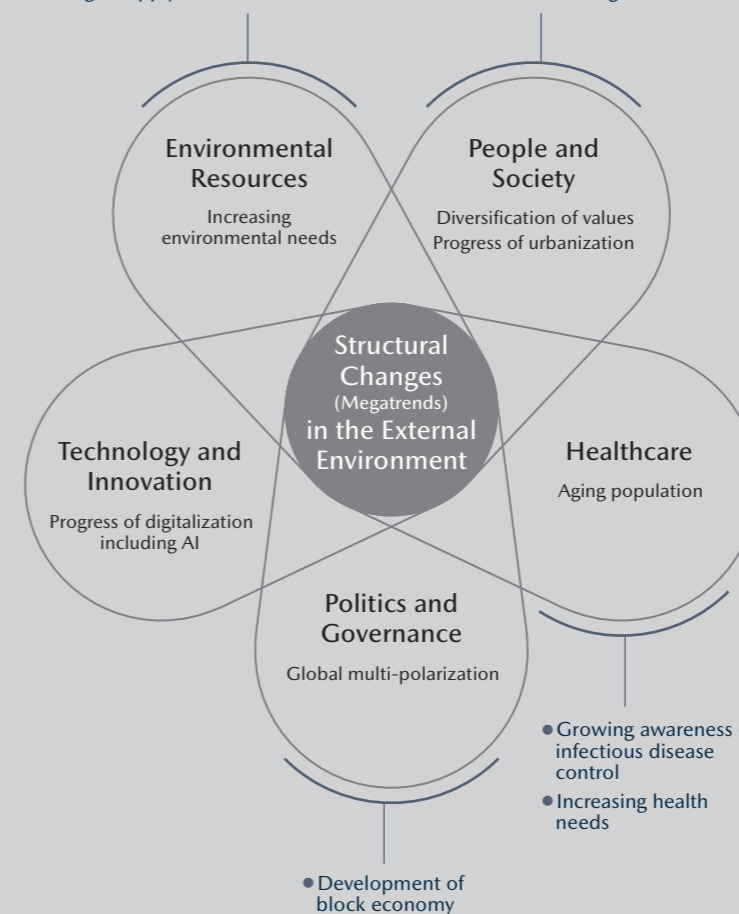 Environmental
Resources
Increasing
environmental needs
People and
Society
Diversification of values
Progress of urbanization
Structural
Changes
(Megatrends)
in the External
Environment
Technology and
Innovation
Progress of digitalization
including AI
Healthcare
Aging population
Politics and
Governance
Global multi-polarization
● Growing awareness
infectious disease
control
● Increasing health
needs
● Development of
block economy